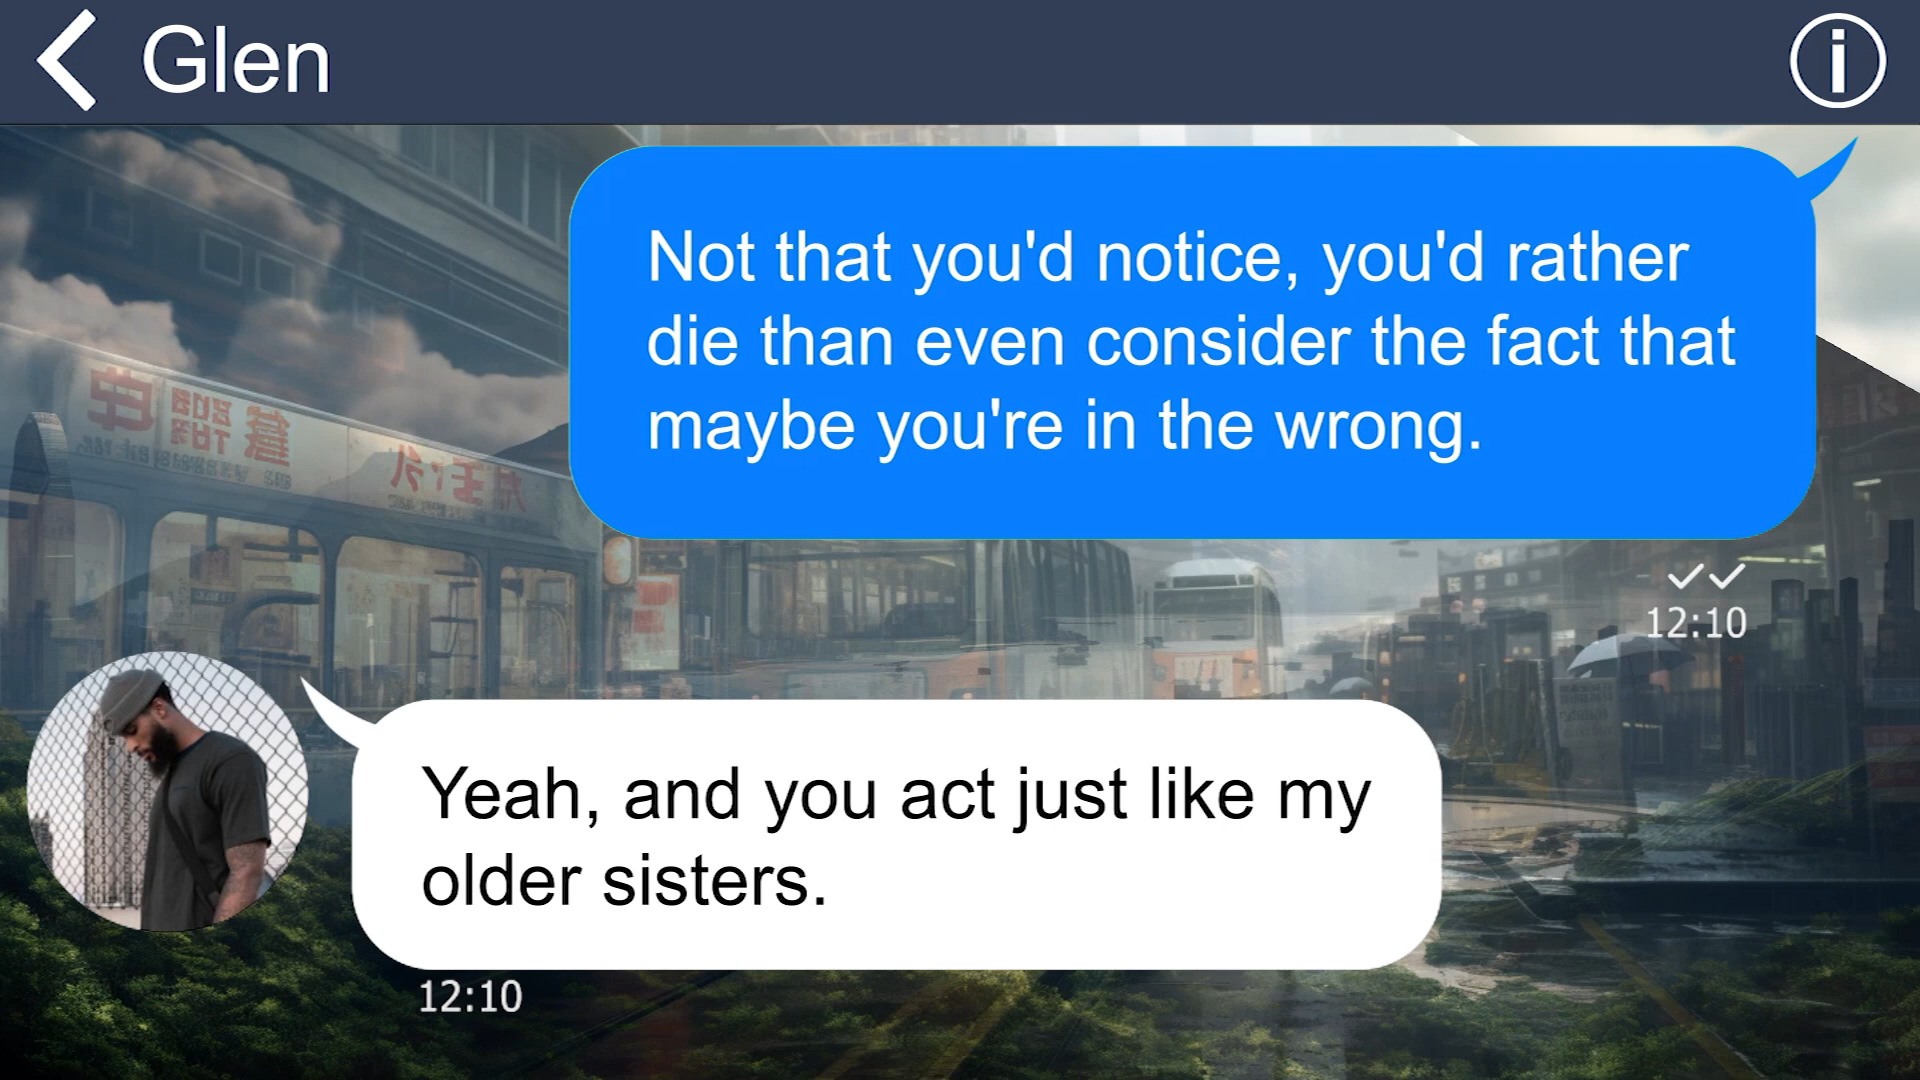 Glen
Not that you'd notice, you'd rather
die than even consider the fact that
maybe you're in the wrong.
12:10
Yeah, and you act just like my
older sisters.
12:10